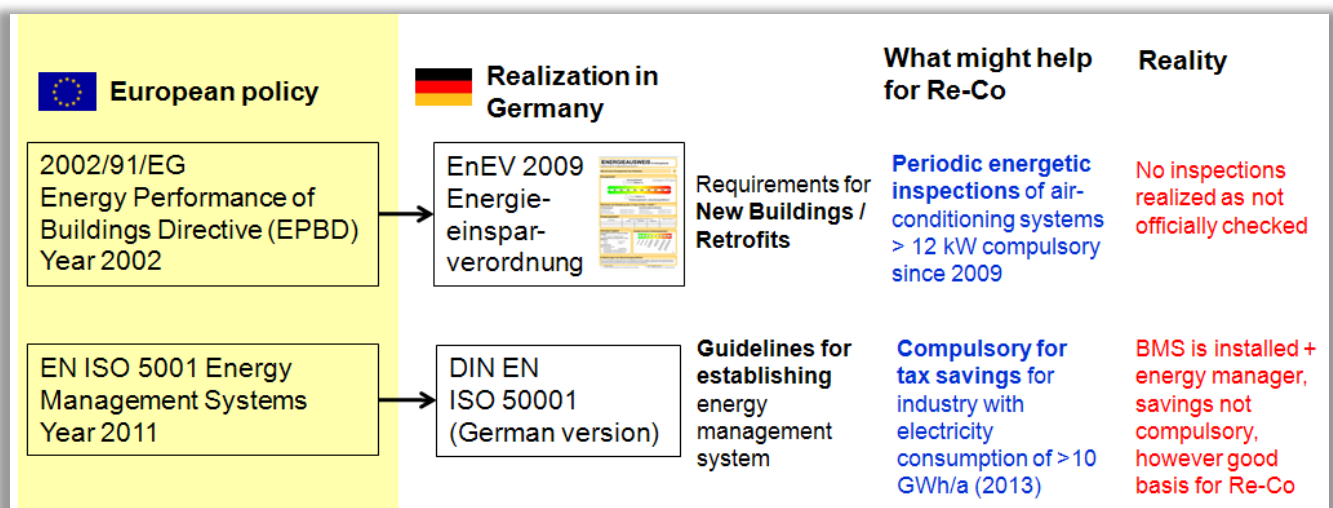 European policy
Realization in
Germany
What might help
for Re-Co
Reality
2002/91/EG
Energy Performance of
Buildings Directive (EPBD)
Year 2002
EnEV 2009
Energie-
einspar-
verordnung
ENERGIEAUSWEIS
Requirements for
New Buildings /
Retrofits
Periodic energetic
inspections of air-
conditioning systems
> 12 kW compulsory
since 2009
No inspections
realized as not
officially checked
EN ISO 5001 Energy
Management Systems
Year 2011
DIN EN
ISO 50001
(German version)
Guidelines for
establishing
energy
management
system
Compulsory for
tax savings for
industry with
electricity
consumption of >10
GWh/a (2013)
BMS is installed +
energy manager,
savings not
compulsory,
however good
basis for Re-Co